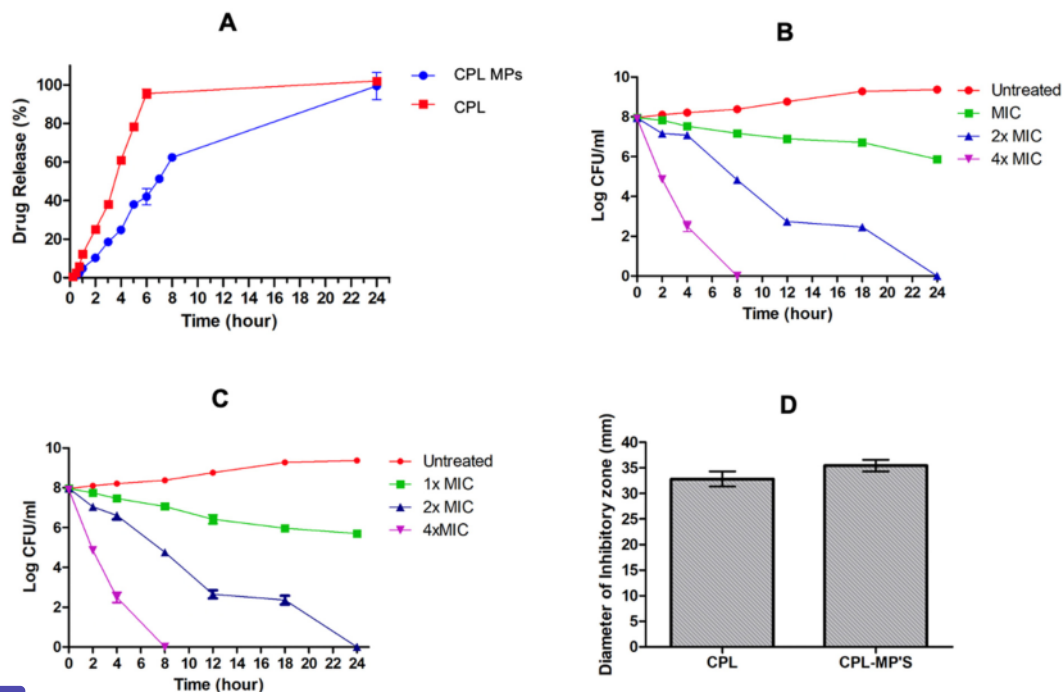 A
Drug Release (%)
100
80
60
40
20
0
0 2 4 6 8 10 12 14 16 18 20 22 24
Time (hour)
CPL MPs
CPL
B
Log CFU/ml
10
8
6
4
2
0
0 2 4 6 8 10 12 14 16 18 20 22 24
Time (hour)
Untreated
MIC
2x MIC
4x MIC
C
Log CFU/ml
10
8
6
4
2
0
0 2 4 6 8 10 12 14 16 18 20 22 24
Time (hour)
Untreated
1x MIC
2x MIC
4xMIC
D
Diameter of Inhibitory zone (mm)
40
35
30
25
20
15
10
5
0
CPL CPL-MP'S